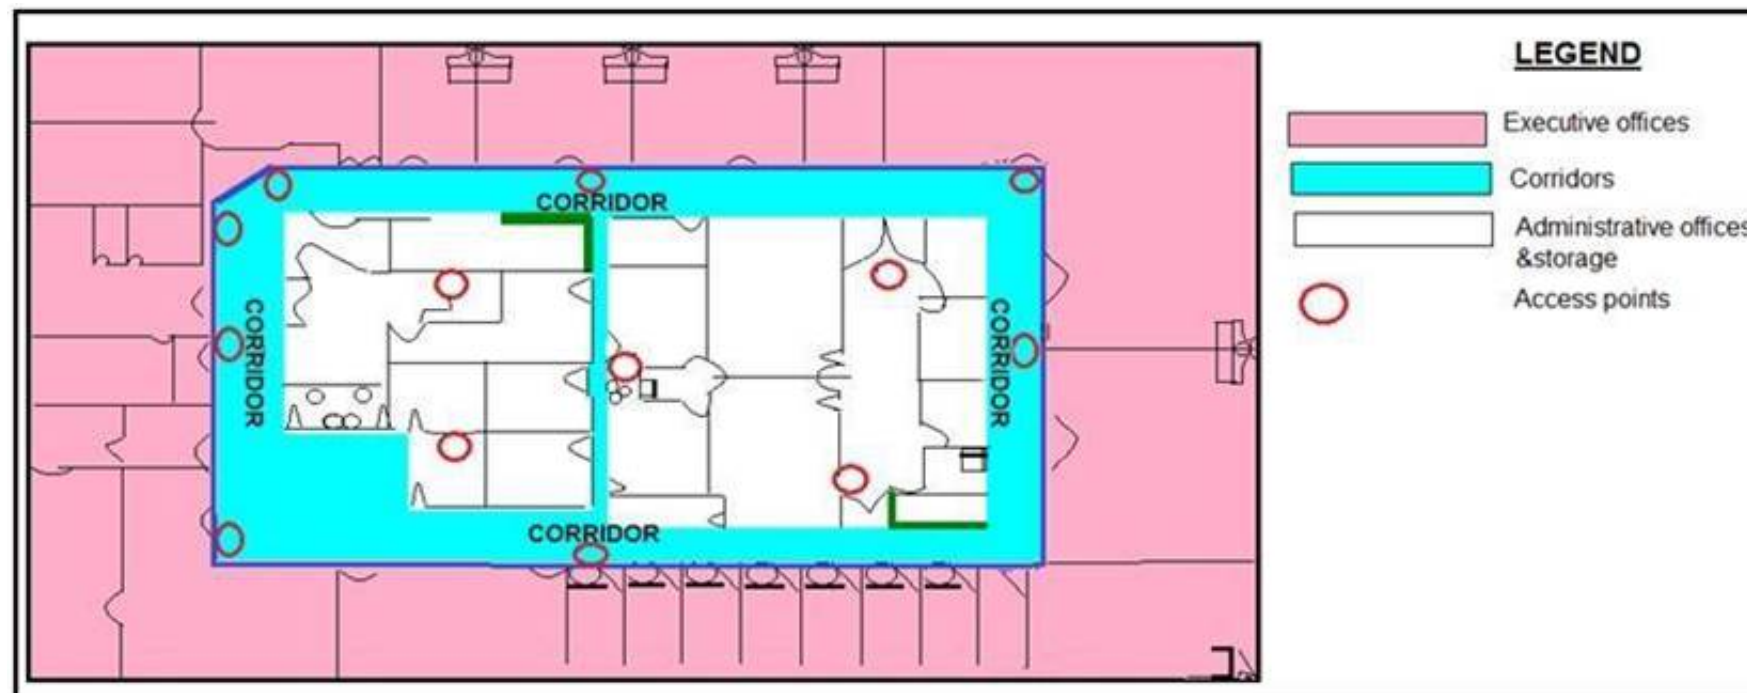 LEGEND
Executive offices
Corridors
Administrative offices
&storage
Access points
CORRIDOR
CORRIDOR
CORRIDOR
CORRIDOR